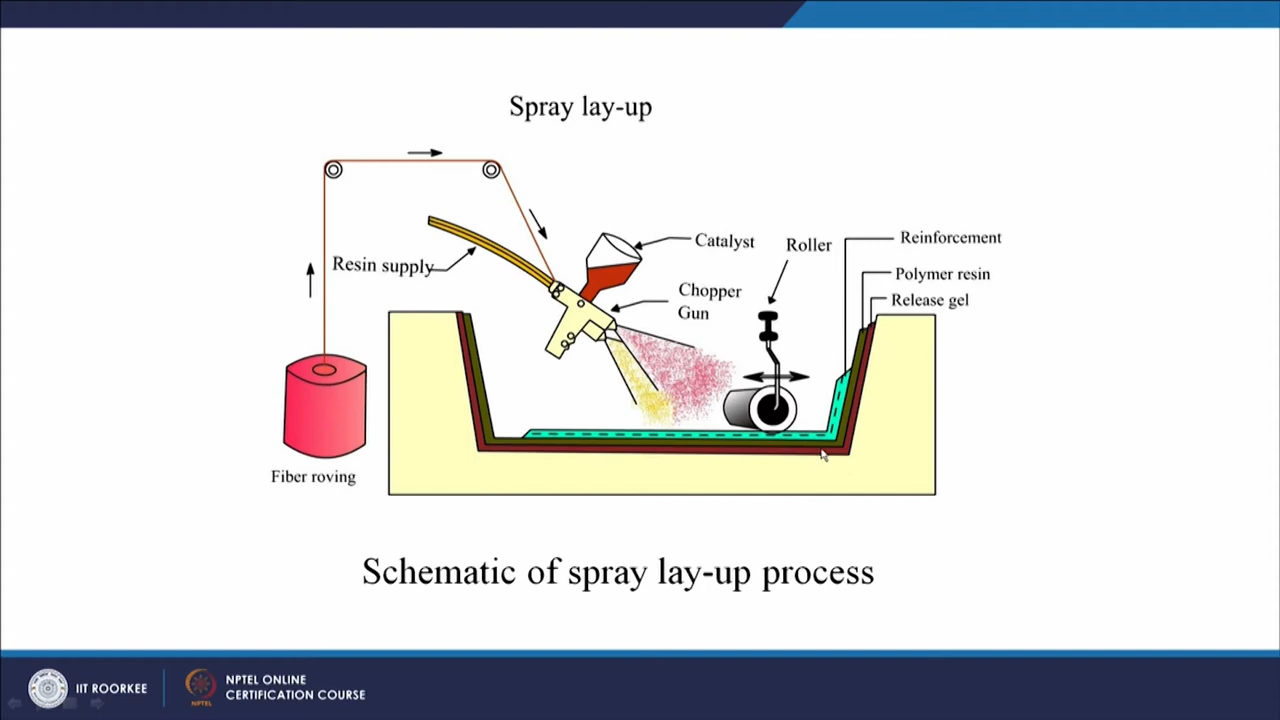 Spray lay-up
Catalyst
Roller
Reinforcement
Resin supply
Polymer resin
Chopper
Gun
Release gel
Fiber roving
Schematic of spray lay-up process
IIT ROORKEE
NPTEL
NPTEL ONLINE
CERTIFICATION COURSE